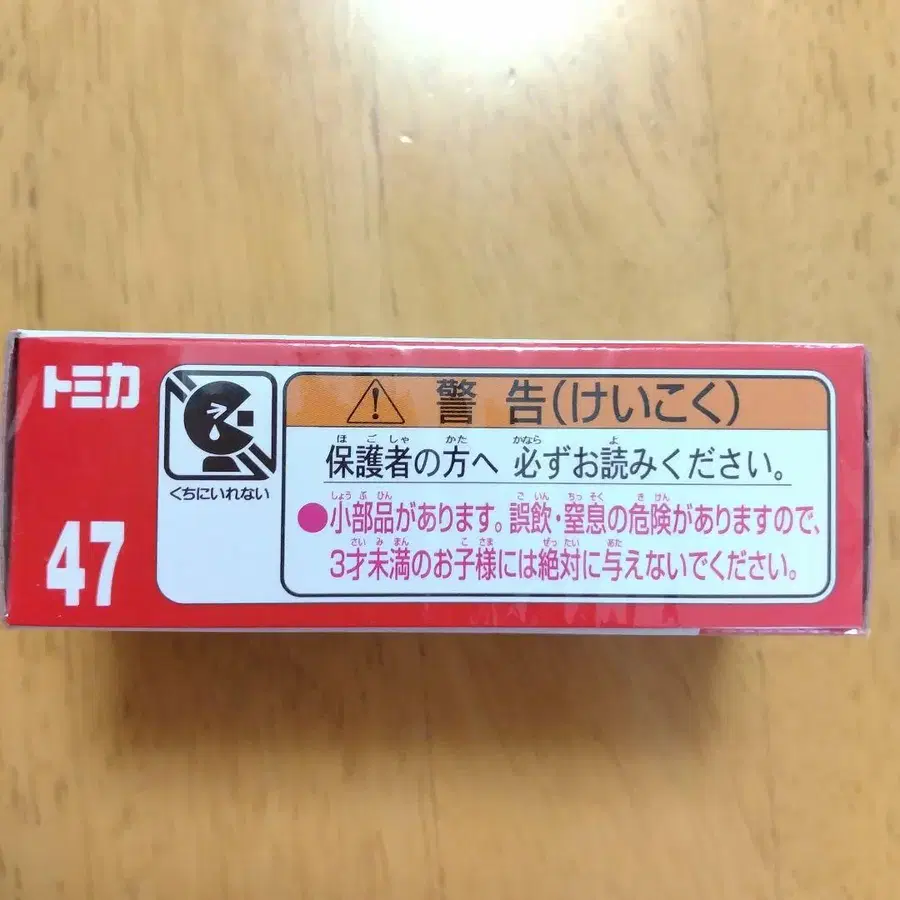 トミカ
47
くちにいれない
警告(けいこく)
ほごしゃ かた かなら よ
保護者の方へ 必ずお読みください。
しょうぶひん ごいん ちっそく きけん
●小部品があります。誤飲・窒息の危険がありますので、
さいみまん こさま ぜったい あた
3才未満のお子様には絶対に与えないでください。